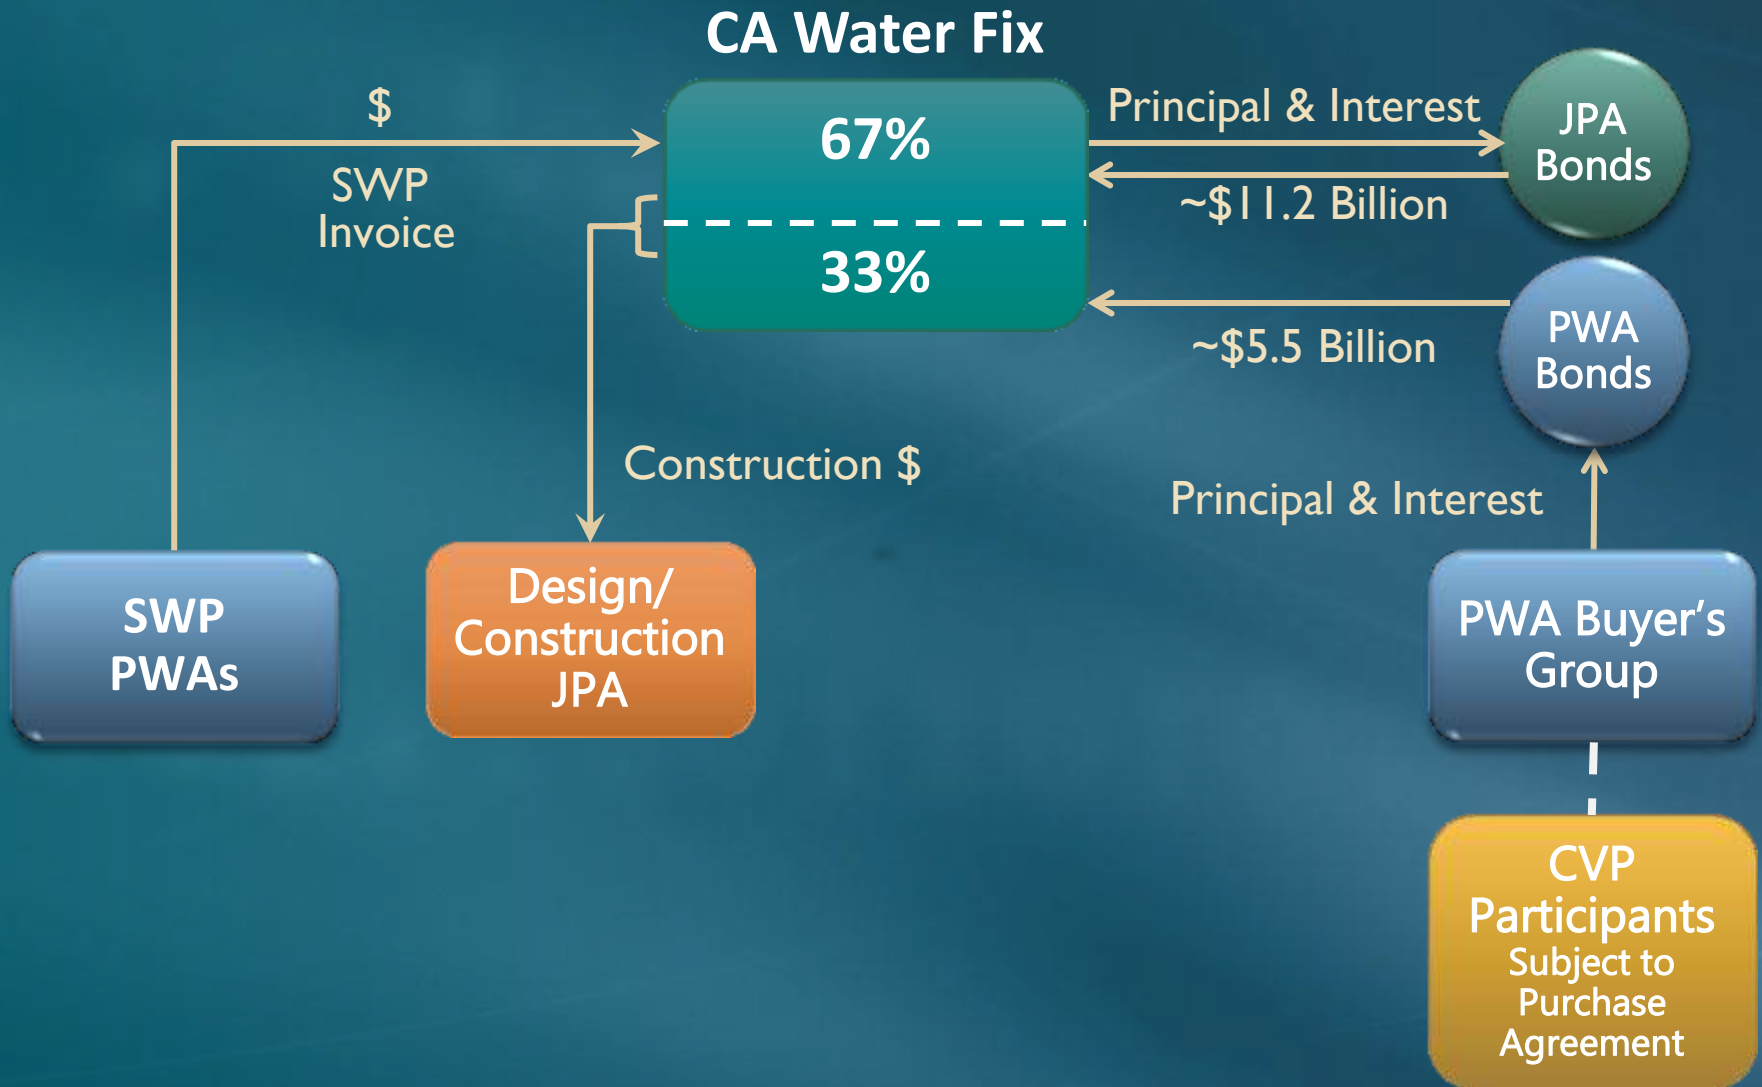 CA Water Fix
$
SWP
Invoice
67%
33%
Principal & Interest
~$11.2 Billion
JPA
Bonds
~$5.5 Billion
PWA
Bonds
Construction $
Principal & Interest
SWP
PWAs
Design/
Construction
JPA
PWA Buyer’s
Group
CVP
Participants
Subject to
Purchase
Agreement